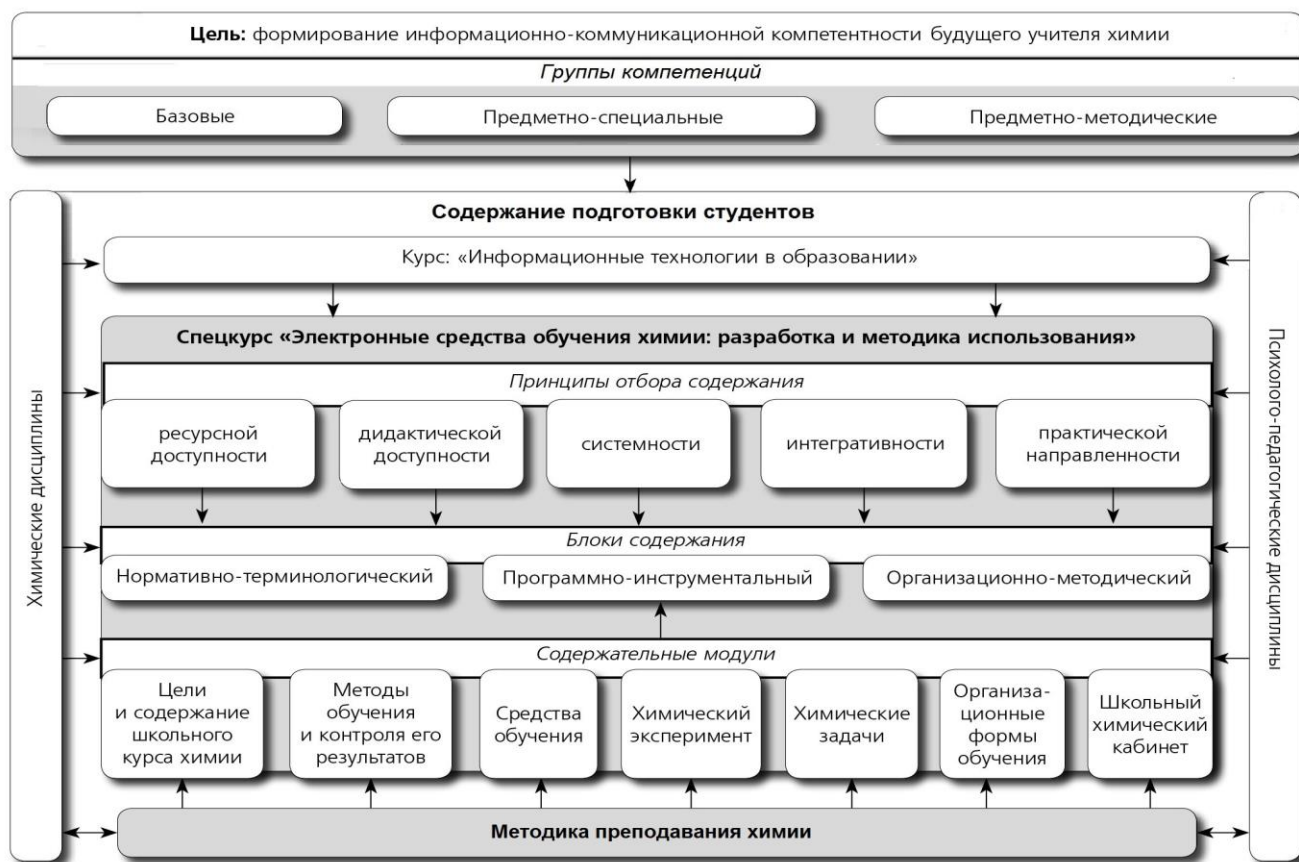 Цель: формирование информационно-коммуникационной компетентности будущего учителя химии
Группы компетенций
Базовые
Предметно-специальные
Предметно-методические
Содержание подготовки студентов
Химические дисциплины
Психолого-педагогические дисциплины
Курс: «Информационные технологии в образовании»
Спецкурс «Электронные средства обучения химии: разработка и методика использования»
Принципы отбора содержания
ресурсной
доступности
дидактической
доступности
системности
интегративности
практической
направленности
Блоки содержания
Нормативно-терминологический
Программно-инструментальный
Организационно-методический
Содержательные модули
Цели
и содержание
школьного
курса химии
Методы
обучения
и контроля его
результатов
Средства
обучения
Химический
эксперимент
Химические
задачи
Организа-
ционные
формы
обучения
Школьный
химический
кабинет
Методика преподавания химии